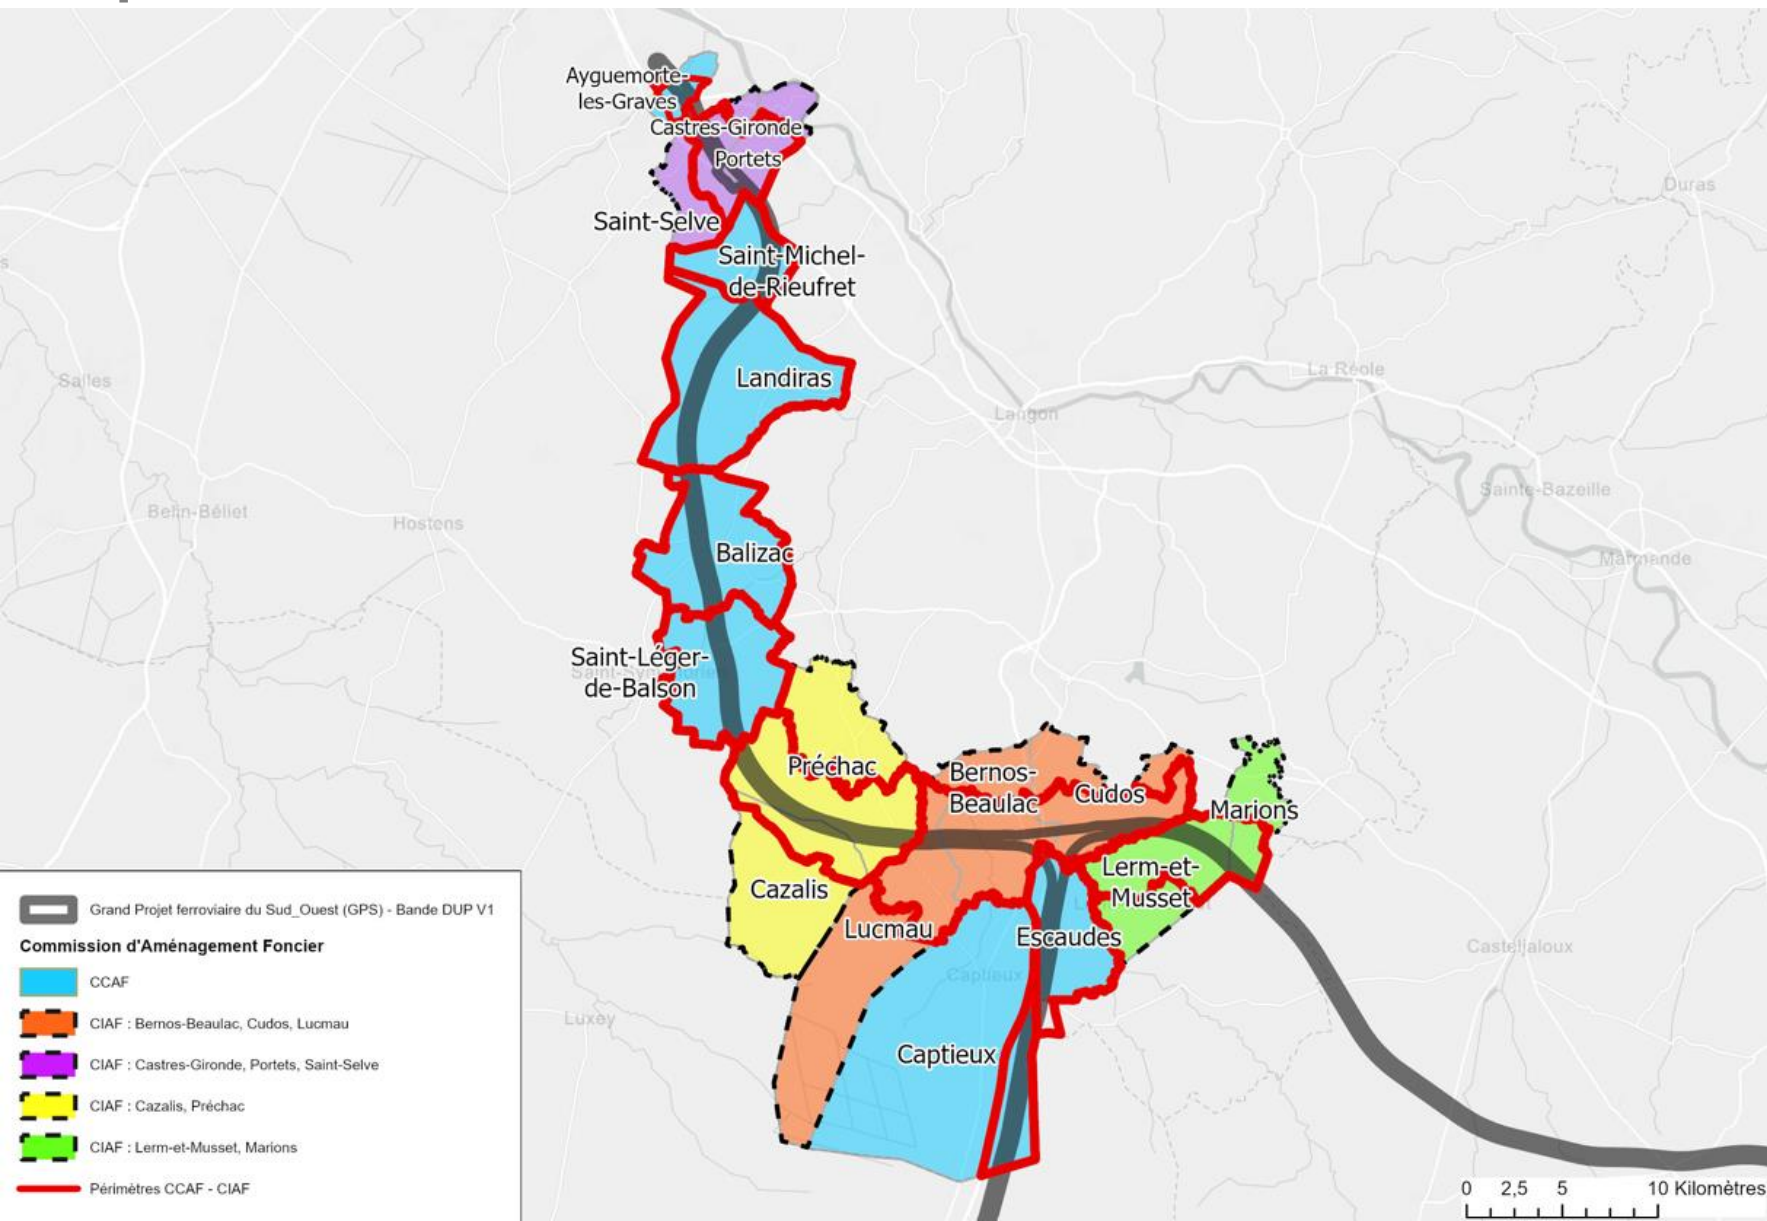 Ayguemorte-
les-Graves
Castres-Gironde
Portets
Duras
Saint-Selve
Saint-Michel-
de-Rieufret
La Réole
Salles
Landiras
Langon
Sainte-Bazeille
Belin-Béliet
Hostens
Balizac
Marmande
Saint-Léger-
de-Balson
Préchac
Bernos-
Beaulac
Cudos
Marions
Lerm-et-
Musset
Cazalis
Lucmau
Escaudes
Casteljaloux
Captieux
Luxey
Captieux
Grand Projet ferroviaire du Sud_Ouest (GPS) - Bande DUP V1
Commission d'Aménagement Foncier
CCAF
CIAF : Bernos-Beaulac, Cudos, Lucmau
CIAF : Castres-Gironde, Portets, Saint-Selve
CIAF : Cazalis, Préchac
CIAF : Lerm-et-Musset, Marions
Périmètres CCAF - CIAF
0 2,5 5 10 Kilomètres